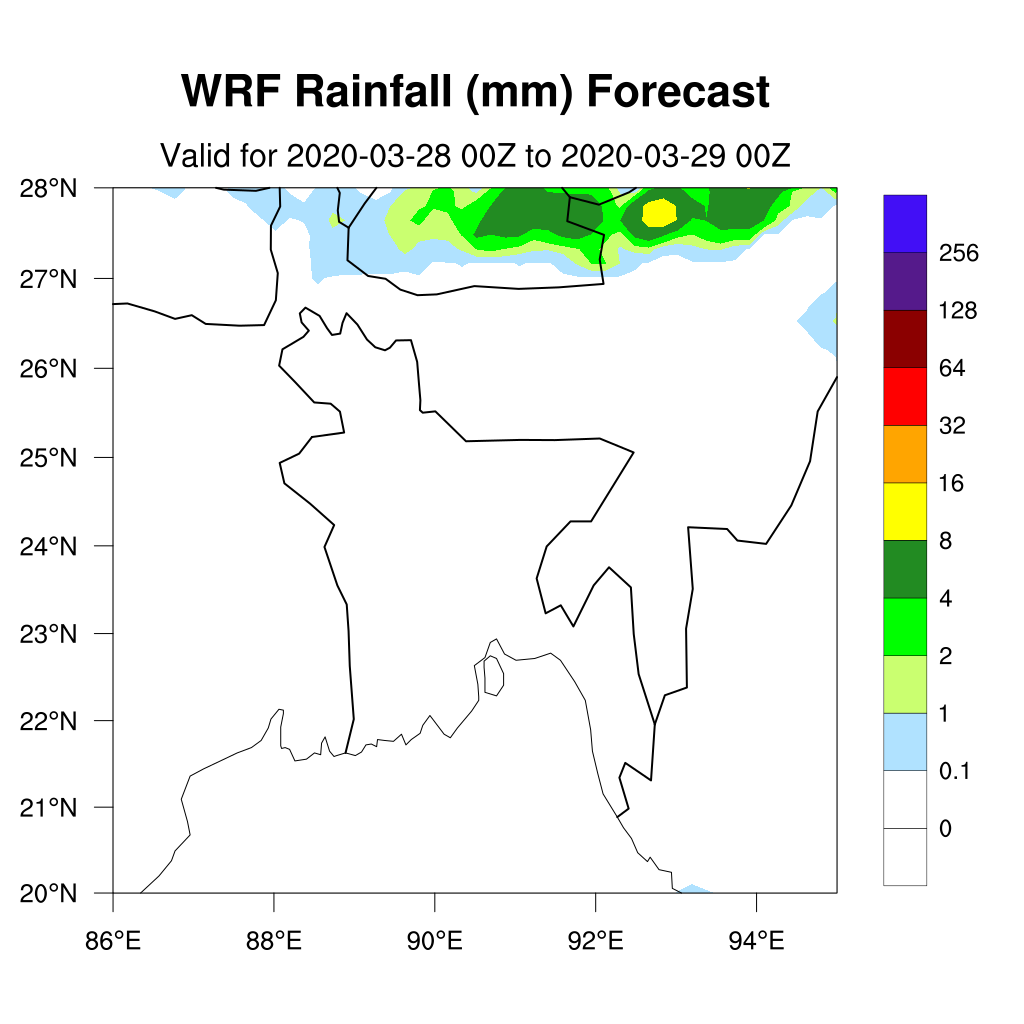 WRF Rainfall (mm) Forecast
Valid for 2020-03-28 00Z to 2020-03-29 00Z
28°N
27°N
26°N
25°N
24°N
23°N
22°N
21°N
20°N
86°E 88°E 90°E 92°E 94°E
256
128
64
32
16
8
4
2
1
0.1
0